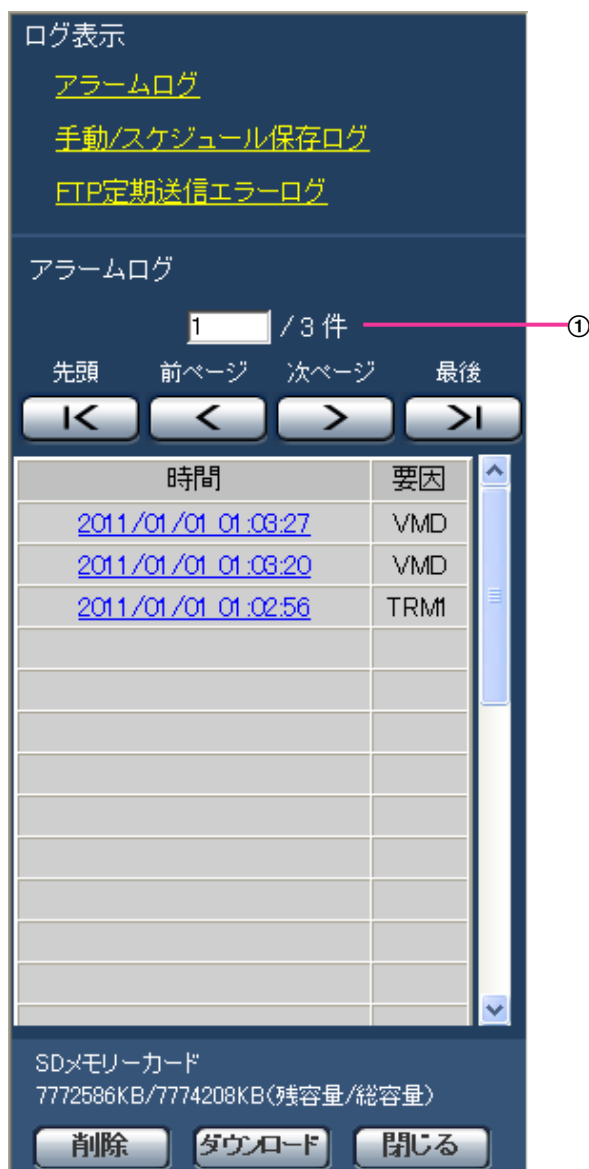 ログ表示
アラームログ
手動/スケジュール保存ログ
FTP定期送信エラーログ
アラームログ
1 /3件 ①
先頭 前ページ 次ページ 最後
時間 要因
2011/01/01 01:03:27 VMD
2011/01/01 01:03:20 VMD
2011/01/01 01:02:56 TRM1
SDメモリーカード
7772586KB/7774208KB(残容量/総容量)
削除 ダウンロード 閉じる